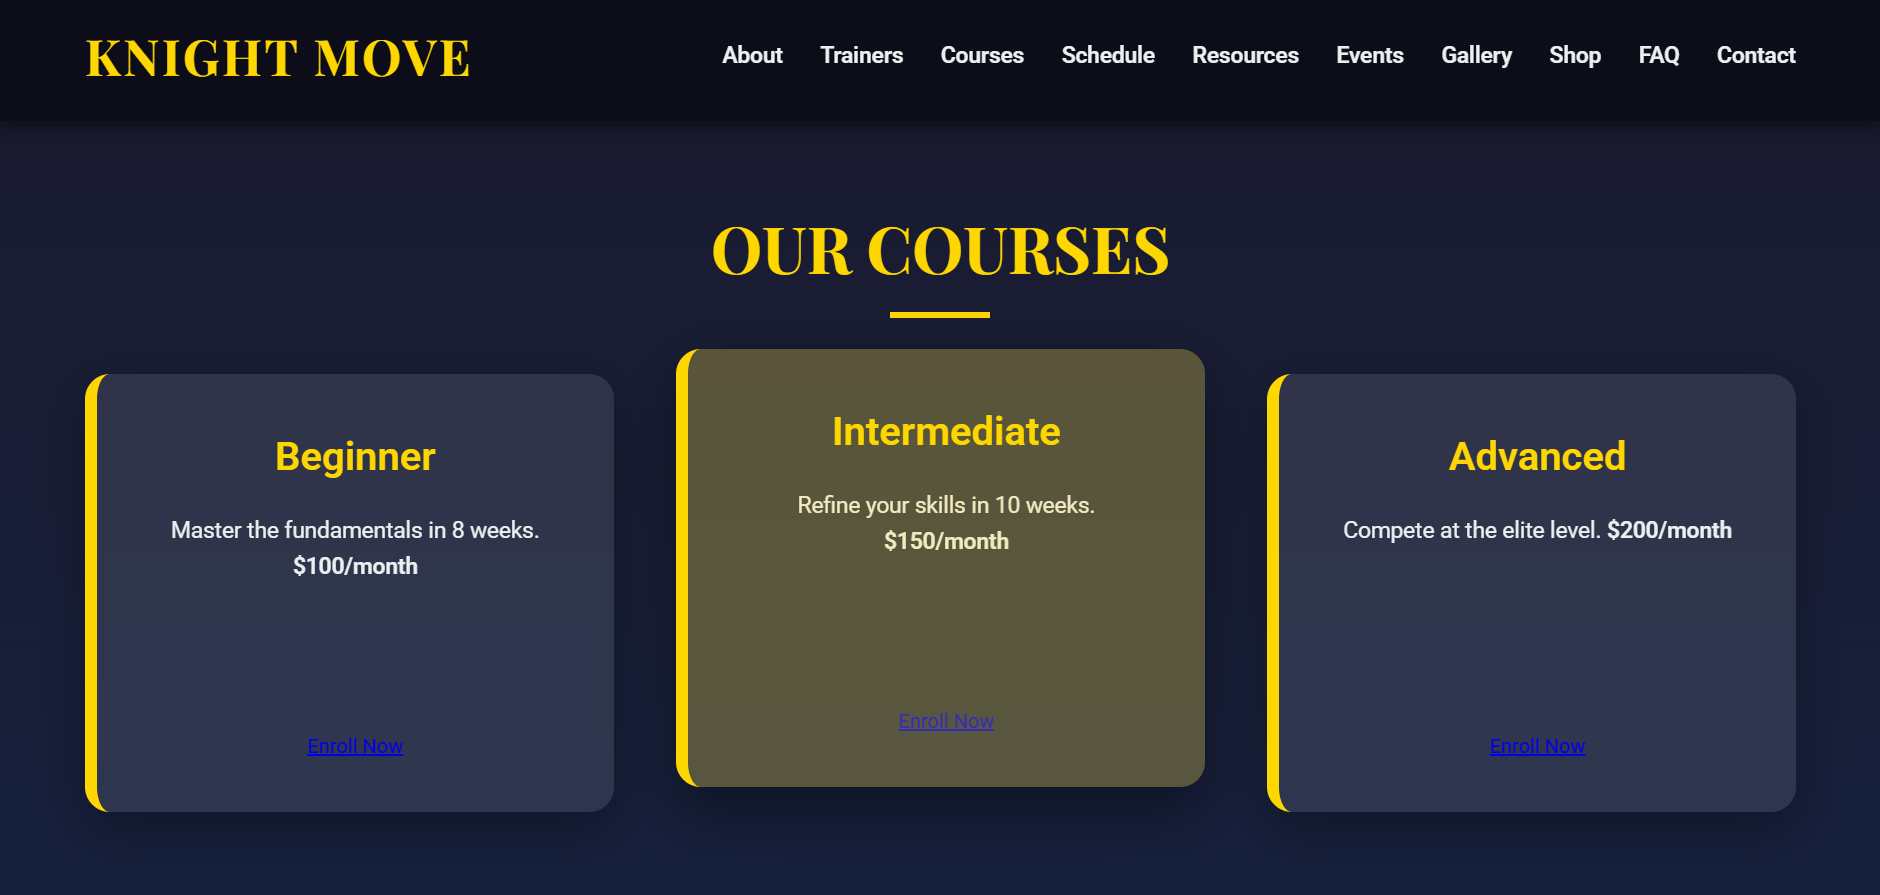 KNIGHT MOVE
About Trainers Courses Schedule Resources Events Gallery Shop FAQ Contact
OUR COURSES
Beginner
Master the fundamentals in 8 weeks.
$100/month
Enroll Now
Intermediate
Refine your skills in 10 weeks.
$150/month
Enroll Now
Advanced
Compete at the elite level. $200/month
Enroll Now